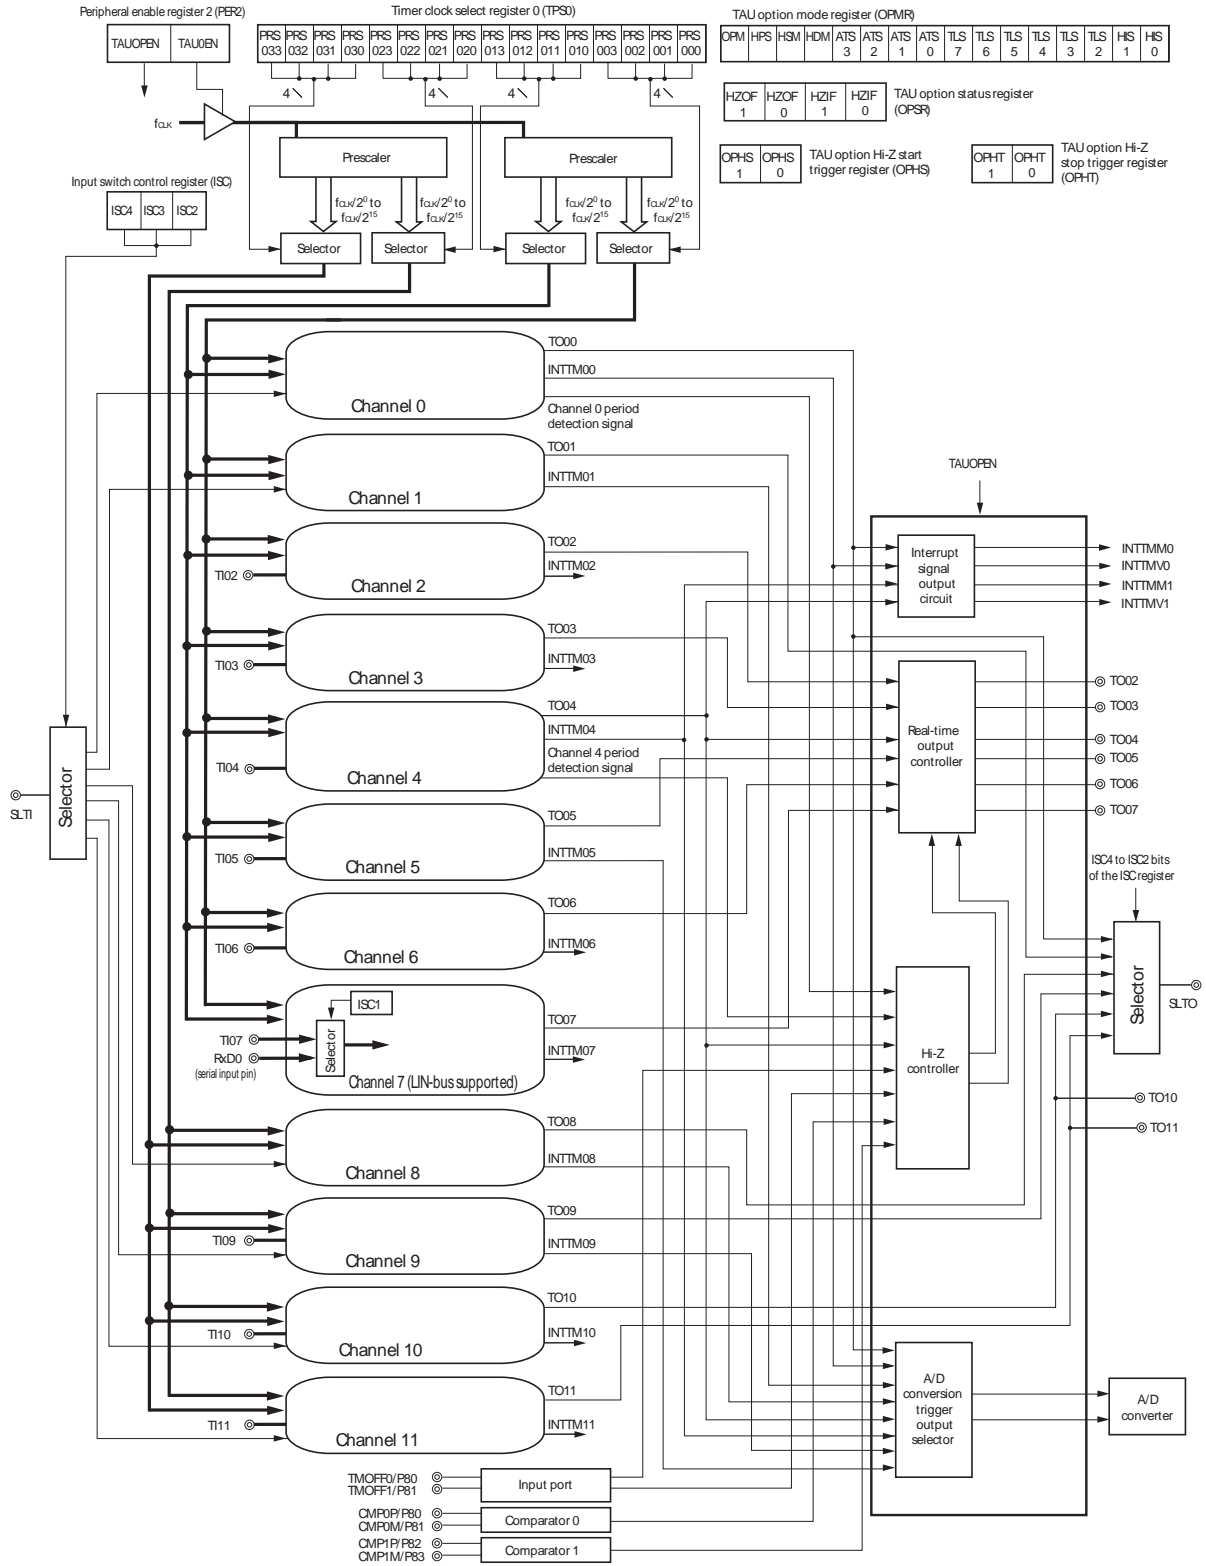 Peripheral enable register 2 (PER2)
TAUOPEN TAU0EN
Timer clock select register 0 (TPS0)
PRS PRS PRS PRS PRS PRS PRS PRS PRS PRS PRS PRS PRS PRS PRS PRS
033 032 031 030 023 022 021 020 013 012 011 010 003 002 001 000
TAU option mode register (OPMR)
OPM HPS HSM HDM ATS ATS ATS ATS TLS TLS TLS TLS TLS TLS HIS HIS
3 2 1 0 7 6 5 4 3 2 1 0
4 4 4 4
HZOF HZOF HZIF HZIF
1 0 1 0
TAU option status register
(OPSR)
fCLK
Prescaler Prescaler
OPHS OPHS
1 0
TAU option Hi-Z start
trigger register (OPHS)
OPHT OPHT
1 0
TAU option Hi-Z
stop trigger register
(OPHT)
Input switch control register (ISC)
ISC4 ISC3 ISC2
fCLK/2⁰ to
fCLK/2¹⁵
fCLK/2⁰ to
fCLK/2¹⁵
Selector Selector Selector Selector
TO00
INTTM00
Channel 0
Channel 0 period
detection signal
TO01
INTTM01
Channel 1
TAUOPEN
TO02
INTTM02
TI02
Channel 2
Interrupt
signal
output
circuit
INTTMM0
INTTMV0
INTTMM1
INTTMV1
TO03
INTTM03
TI03
Channel 3
TO04
INTTM04
Channel 4 period
detection signal
TI04
Channel 4
Real-time
output
controller
TO02
TO03
TO04
TO05
TO06
TO07
Selector
SLTI
TO05
INTTM05
TI05
Channel 5
ISC4 to ISC2 bits
of the ISC register
TO06
INTTM06
TI06
Channel 6
Selector
SLTO
ISC1
Selector
TO07
INTTM07
TI07
RxD0
(serial input pin)
Channel 7 (LIN-bus supported)
Hi-Z
controller
TO10
TO11
TO08
INTTM08
Channel 8
TO09
INTTM09
TI09
Channel 9
TO10
INTTM10
TI10
Channel 10
TO11
INTTM11
TI11
Channel 11
A/D
conversion
trigger
output
selector
A/D
converter
TMOFF0/P80
TMOFF1/P81
Input port
CMP0P/P80
CMP0M/P81
Comparator 0
CMP1P/P82
CMP1M/P83
Comparator 1